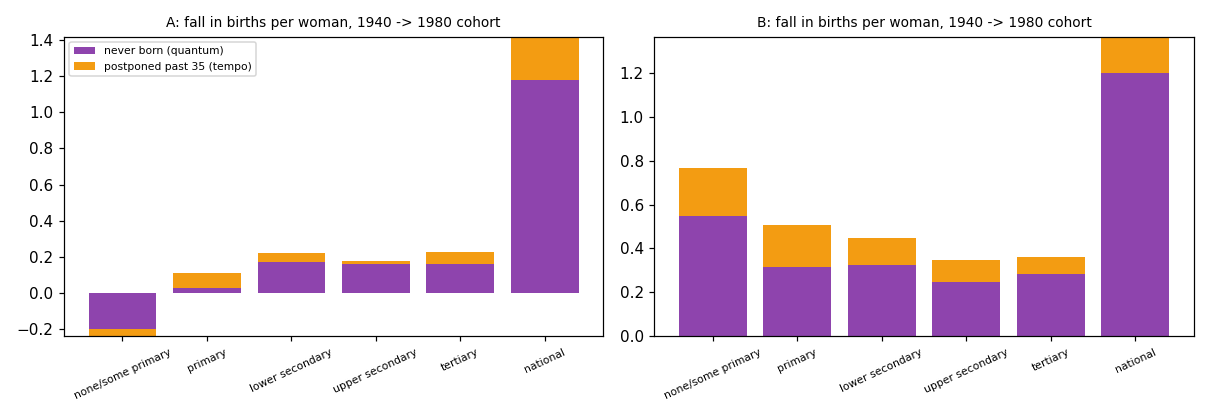 A: fall in births per woman, 1940 -> 1980 cohort
never born (quantum)
postponed past 35 (tempo)
1.4
1.2
1.0
0.8
0.6
0.4
0.2
0.0
−0.2
none/some primary
primary
lower secondary
upper secondary
tertiary
national
B: fall in births per woman, 1940 -> 1980 cohort
1.2
1.0
0.8
0.6
0.4
0.2
0.0
none/some primary
primary
lower secondary
upper secondary
tertiary
national